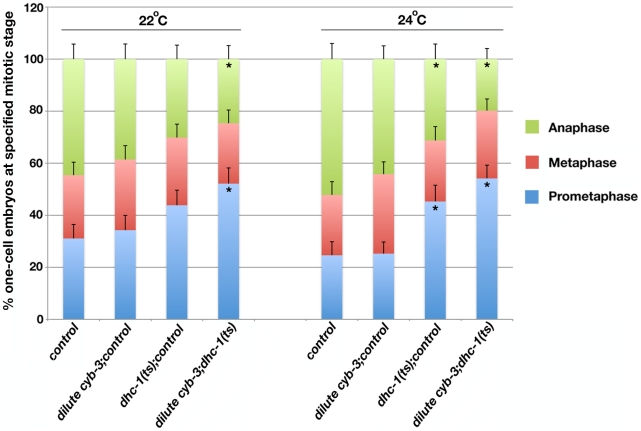 22°C
24°C
% one-cell embryos at specified mitotic stage
120
100
80
60
40
20
0
*
*
*
*
*
*
Anaphase
Metaphase
Prometaphase
control
dilute cyb-3;control
dhc-1(ts);control
dilute cyb-3;dhc-1(ts)
control
dilute cyb-3;control
dhc-1(ts);control
dilute cyb-3;dhc-1(ts)